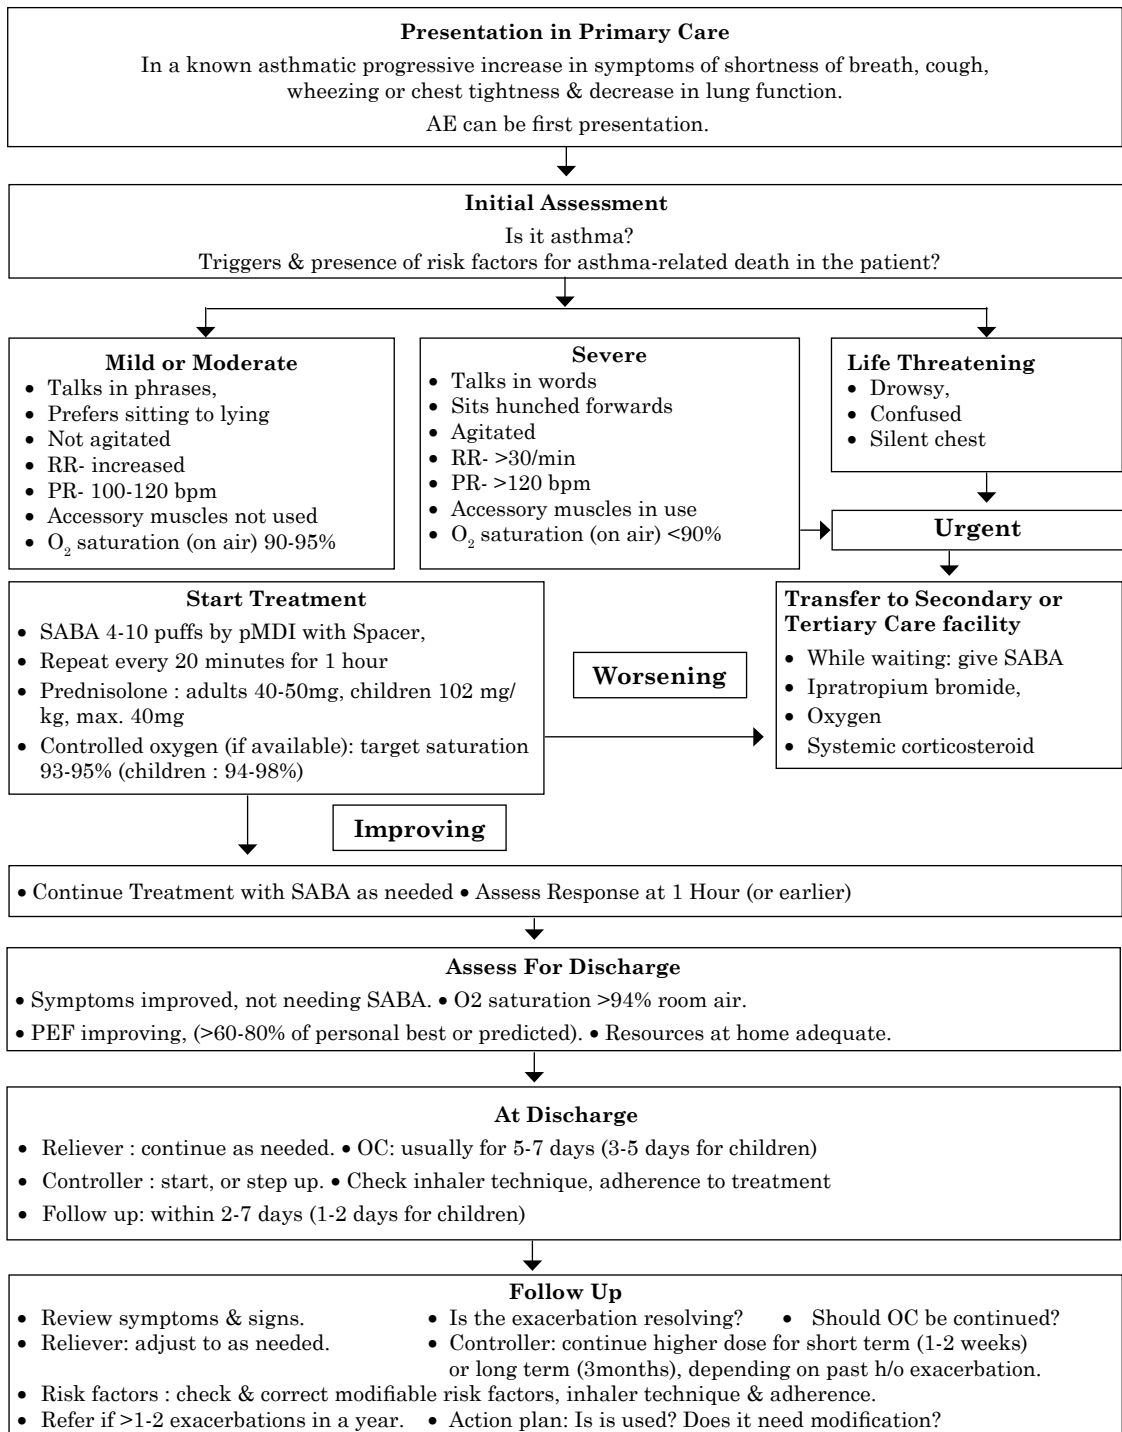 Presentation in Primary Care
In a known asthmatic progressive increase in symptoms of shortness of breath, cough,
wheezing or chest tightness & decrease in lung function.
AE can be first presentation.
Initial Assessment
Is it asthma?
Triggers & presence of risk factors for asthma-related death in the patient?
Mild or Moderate
• Talks in phrases,
• Prefers sitting to lying
• Not agitated
• RR- increased
• PR- 100-120 bpm
• Accessory muscles not used
• O₂ saturation (on air) 90-95%
Severe
• Talks in words
• Sits hunched forwards
• Agitated
• RR- >30/min
• PR- >120 bpm
• Accessory muscles in use
• O₂ saturation (on air) <90%
Life Threatening
• Drowsy,
• Confused
• Silent chest
Urgent
Start Treatment
• SABA 4-10 puffs by pMDI with Spacer,
• Repeat every 20 minutes for 1 hour
• Prednisolone : adults 40-50mg, children 102 mg/
kg, max. 40mg
• Controlled oxygen (if available): target saturation
93-95% (children : 94-98%)
Worsening
Transfer to Secondary or
Tertiary Care facility
• While waiting: give SABA
• Ipratropium bromide,
• Oxygen
• Systemic corticosteroid
Improving
• Continue Treatment with SABA as needed • Assess Response at 1 Hour (or earlier)
Assess For Discharge
• Symptoms improved, not needing SABA. • O2 saturation >94% room air.
• PEF improving, (>60-80% of personal best or predicted). • Resources at home adequate.
At Discharge
• Reliever : continue as needed. • OC: usually for 5-7 days (3-5 days for children)
• Controller : start, or step up. • Check inhaler technique, adherence to treatment
• Follow up: within 2-7 days (1-2 days for children)
Follow Up
• Review symptoms & signs. • Is the exacerbation resolving? • Should OC be continued?
• Reliever: adjust to as needed. • Controller: continue higher dose for short term (1-2 weeks)
or long term (3months), depending on past h/o exacerbation.
• Risk factors : check & correct modifiable risk factors, inhaler technique & adherence.
• Refer if >1-2 exacerbations in a year. • Action plan: Is is used? Does it need modification?